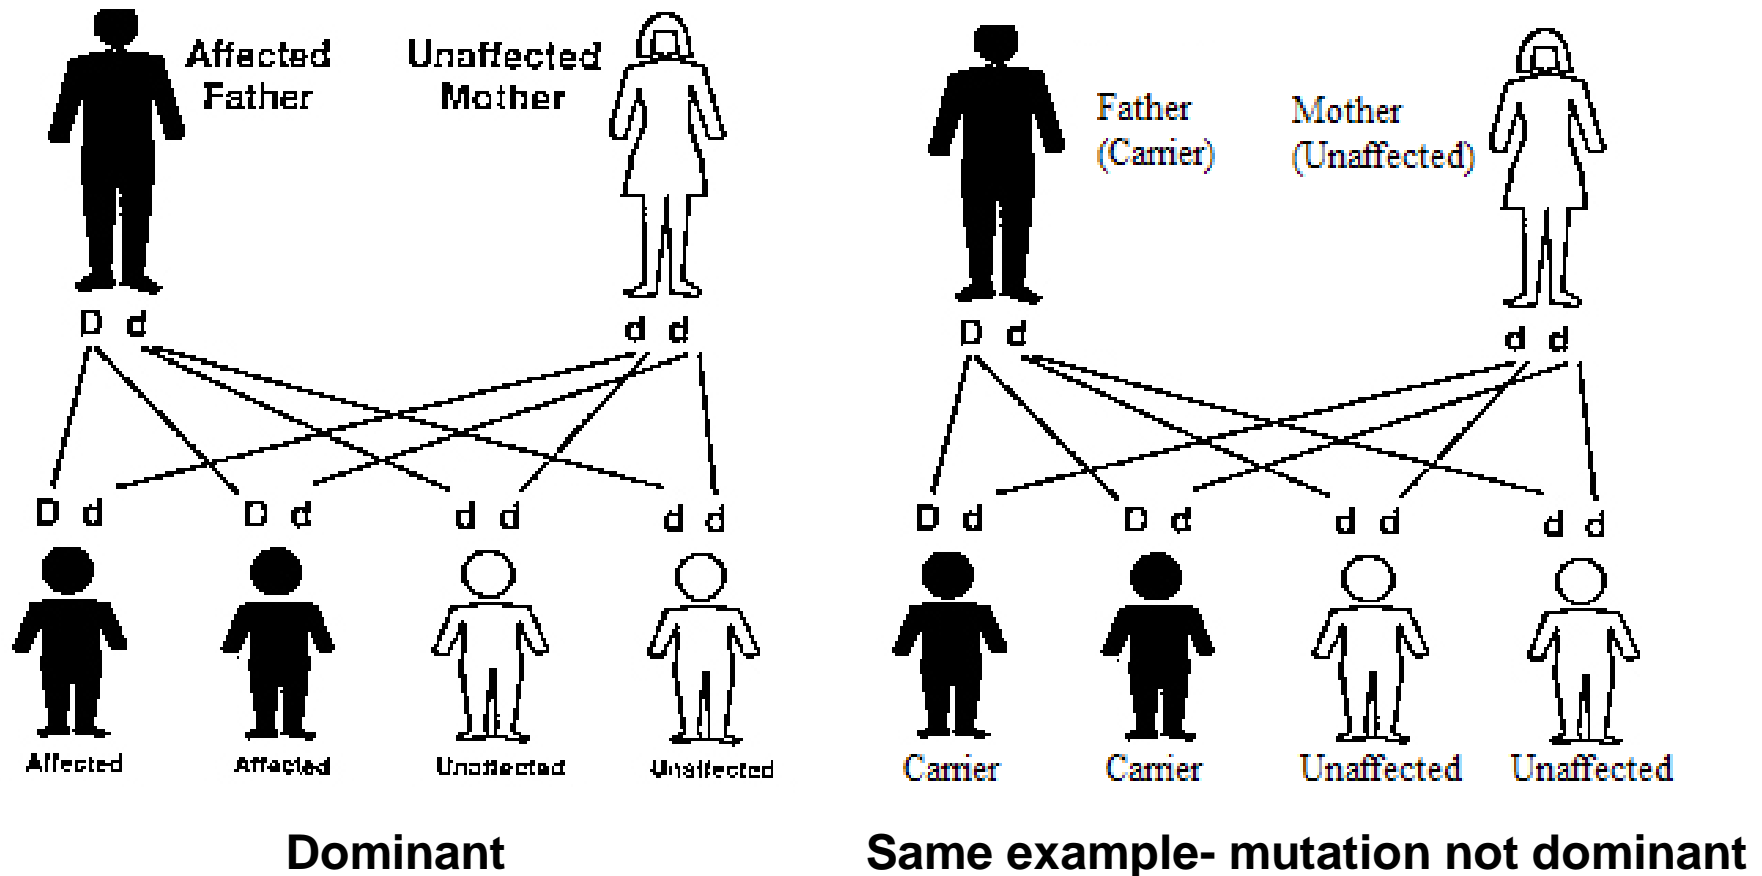 Affected
Father
Unaffected
Mother
D d
d d
D d
D d
d d
d d
Affected
Affected
Unaffected
Unaffected
Dominant
Father
(Carrier)
Mother
(Unaffected)
D d
d d
D d
D d
d d
d d
Carrier
Carrier
Unaffected
Unaffected
Same example- mutation not dominant